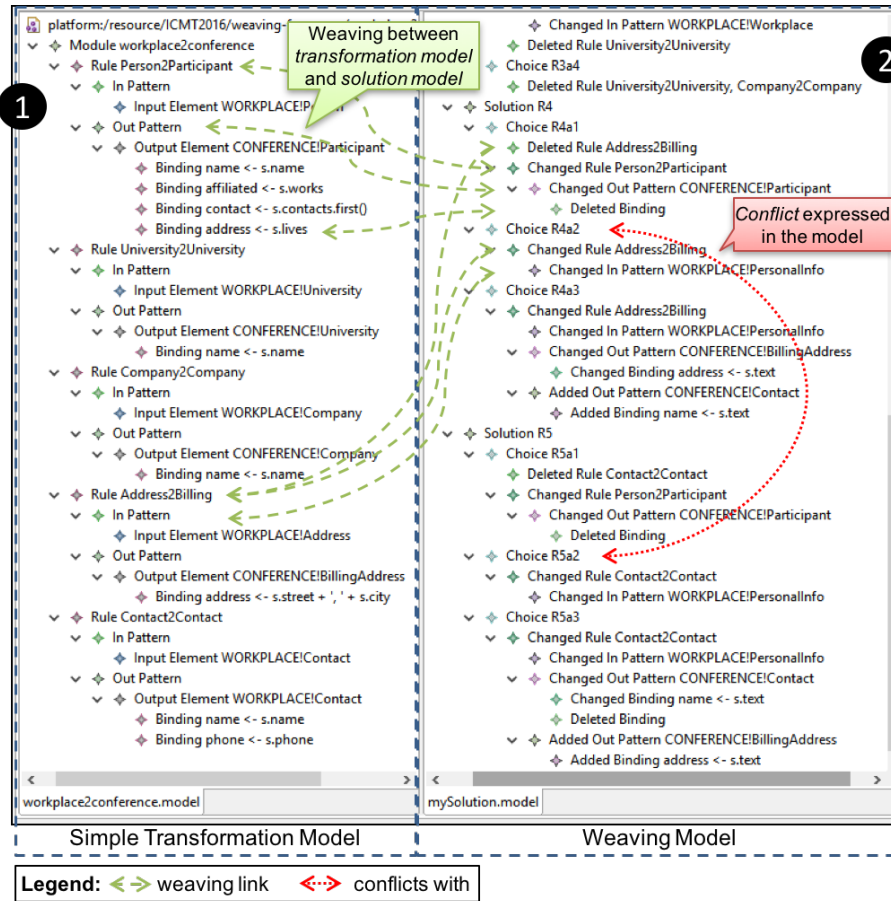 platform:/resource/ICMT2016/weaving-
Module workplace2conference
Rule Person2Participant
In Pattern
Input Element WORKPLACE!
Out Pattern
Output Element CONFERENCE!Participant
Binding name <- s.name
Binding affiliated <- s.works
Binding contact <- s.contacts.first()
Binding address <- s.lives
Rule University2University
In Pattern
Input Element WORKPLACE!University
Out Pattern
Output Element CONFERENCE!University
Binding name <- s.name
Rule Company2Company
In Pattern
Input Element WORKPLACE!Company
Out Pattern
Output Element CONFERENCE!Company
Binding name <- s.name
Rule Address2Billing
In Pattern
Input Element WORKPLACE!Address
Out Pattern
Output Element CONFERENCE!BillingAddress
Binding address <- s.street + ', ' + s.city
Rule Contact2Contact
In Pattern
Input Element WORKPLACE!Contact
Out Pattern
Output Element WORKPLACE!Contact
Binding name <- s.name
Binding phone <- s.phone
workplace2conference.model
1
Weaving between
transformation model
and solution model
Changed In Pattern WORKPLACE!Workplace
Deleted Rule University2University
Choice R3a4
Deleted Rule University2University, Company2Company
Solution R4
Choice R4a1
Deleted Rule Address2Billing
Changed Rule Person2Participant
Changed Out Pattern CONFERENCE!Participant
Deleted Binding
Choice R4a2
Changed Rule Address2Billing
Changed In Pattern WORKPLACE!PersonalInfo
Choice R4a3
Changed Rule Address2Billing
Changed In Pattern WORKPLACE!PersonalInfo
Changed Out Pattern CONFERENCE!BillingAddress
Changed Binding address <- s.text
Added Out Pattern CONFERENCE!Contact
Added Binding name <- s.text
Solution R5
Choice R5a1
Deleted Rule Contact2Contact
Changed Rule Person2Participant
Changed Out Pattern CONFERENCE!Participant
Deleted Binding
Choice R5a2
Changed Rule Contact2Contact
Changed In Pattern WORKPLACE!PersonalInfo
Choice R5a3
Changed Rule Contact2Contact
Changed In Pattern WORKPLACE!PersonalInfo
Changed Out Pattern CONFERENCE!Contact
Changed Binding name <- s.text
Deleted Binding
Added Out Pattern CONFERENCE!BillingAddress
Added Binding address <- s.text
mySolution.model
2
Conflict expressed
in the model
Simple Transformation Model
Weaving Model
Legend: weaving link conflicts with